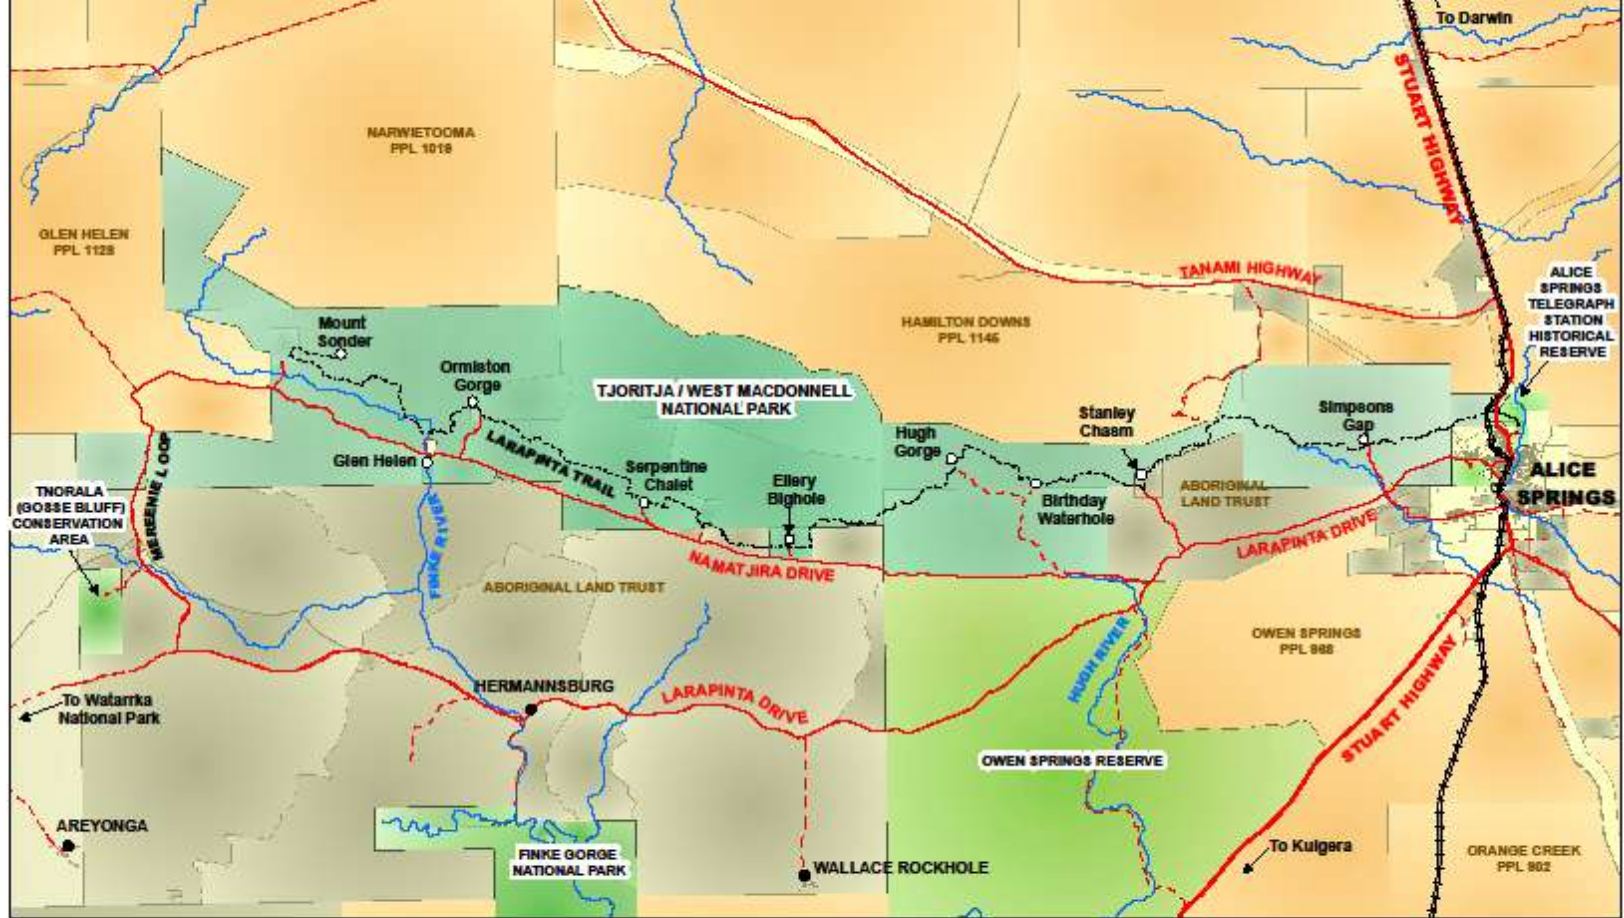 To Darwin
STUART HIGHWAY
NARWIETOOMA
PPL 1018
GLEN HELEN
PPL 1128
TANAMI HIGHWAY
ALICE
SPRINGS
TELEGRAPH
STATION
HISTORICAL
RESERVE
HAMILTON DOWNS
PPL 1145
Mount
Sonder
Ormiston
Gorge
TJORITJA / WEST MACDONNELL
NATIONAL PARK
Hugh
Gorge
Stanley
Chasm
Simpsons
Gap
Glen Helen
LARAPINTA TRAIL
Serpentine
Chalet
Ellery
Bighole
Birthday
Waterhole
ABORIGINAL
LAND TRUST
ALICE
SPRINGS
MEREENIE LOOP
TNORALA
(GOSSE BLUFF)
CONSERVATION
AREA
FINKE RIVER
NAMATJIRA DRIVE
LARAPINTA DRIVE
ABORIGINAL LAND TRUST
OWEN SPRINGS
PPL 968
HUGH RIVER
STUART HIGHWAY
To Watarrka
National Park
HERMANNSBURG
LARAPINTA DRIVE
OWEN SPRINGS RESERVE
AREYONGA
FINKE GORGE
NATIONAL PARK
WALLACE ROCKHOLE
To Kulgera
ORANGE CREEK
PPL 902